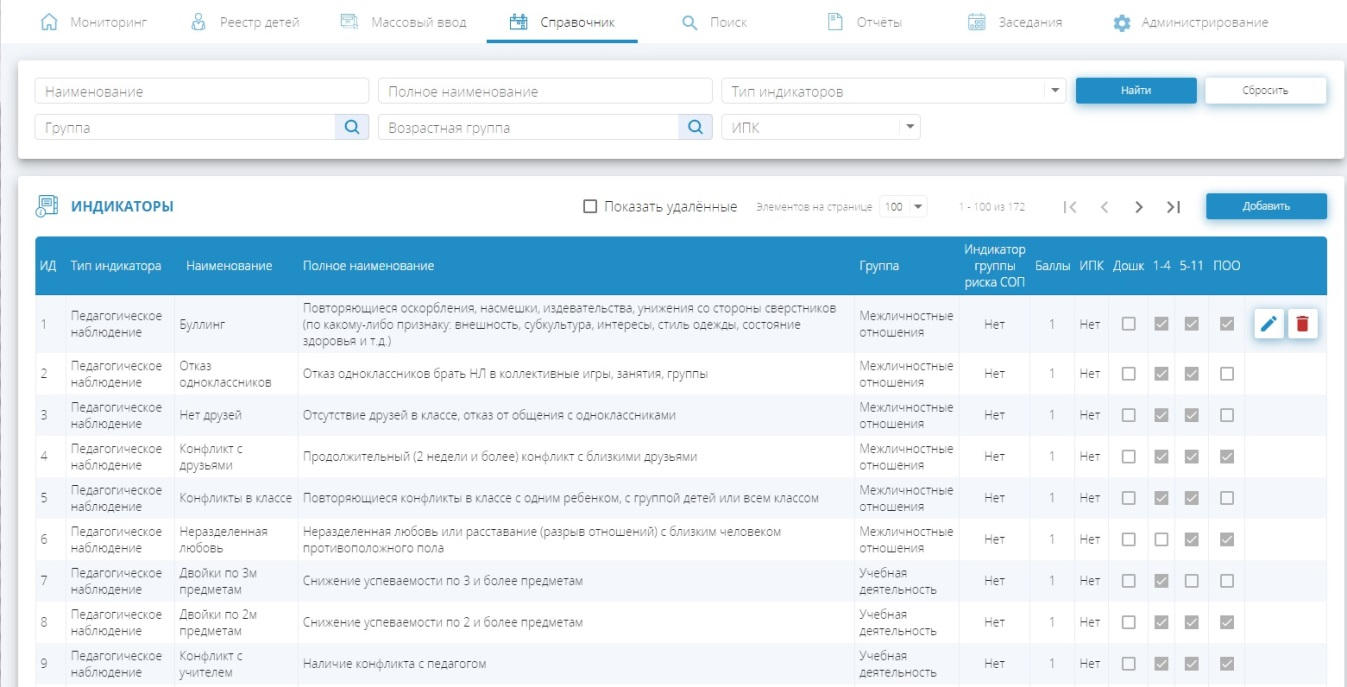 Мониторинг Реестр детей Массовый ввод Справочник Поиск Отчёты Заседания Администрирование
Наименование Полное наименование Тип индикаторов Найти Сбросить
Группа Возрастная группа ИПК
ИНДИКАТОРЫ Показать удалённые Элементов на странице 100 1 - 100 из 172 Добавить
ИД Тип индикатора Наименование Полное наименование Группа Индикатор группы риска СОП Баллы ИПК Дошк 1-4 5-11 ПОО
1 Педагогическое наблюдение Буллинг Повторяющиеся оскорбления, насмешки, издевательства, унижения со стороны сверстников (по какому-либо признаку: внешность, субкультура, интересы, стиль одежды, состояние здоровья и т.д.) Межличностные отношения Нет 1 Нет
2 Педагогическое наблюдение Отказ одноклассников Отказ одноклассников брать НЛ в коллективные игры, занятия, группы Межличностные отношения Нет 1 Нет
3 Педагогическое наблюдение Нет друзей Отсутствие друзей в классе, отказ от общения с одноклассниками Межличностные отношения Нет 1 Нет
4 Педагогическое наблюдение Конфликт с друзьями Продолжительный (2 недели и более) конфликт с близкими друзьями Межличностные отношения Нет 1 Нет
5 Педагогическое наблюдение Конфликты в классе Повторяющиеся конфликты в классе с одним ребенком, с группой детей или всем классом Межличностные отношения Нет 1 Нет
6 Педагогическое наблюдение Неразделенная любовь Неразделенная любовь или расставание (разрыв отношений) с близким человеком противоположного пола Межличностные отношения Нет 1 Нет
7 Педагогическое наблюдение Двойки по 3м предметам Снижение успеваемости по 3 и более предметам Учебная деятельность Нет 1 Нет
8 Педагогическое наблюдение Двойки по 2м предметам Снижение успеваемости по 2 и более предметам Учебная деятельность Нет 1 Нет
9 Педагогическое наблюдение Конфликт с учителем Наличие конфликта с педагогом Учебная деятельность Нет 1 Нет